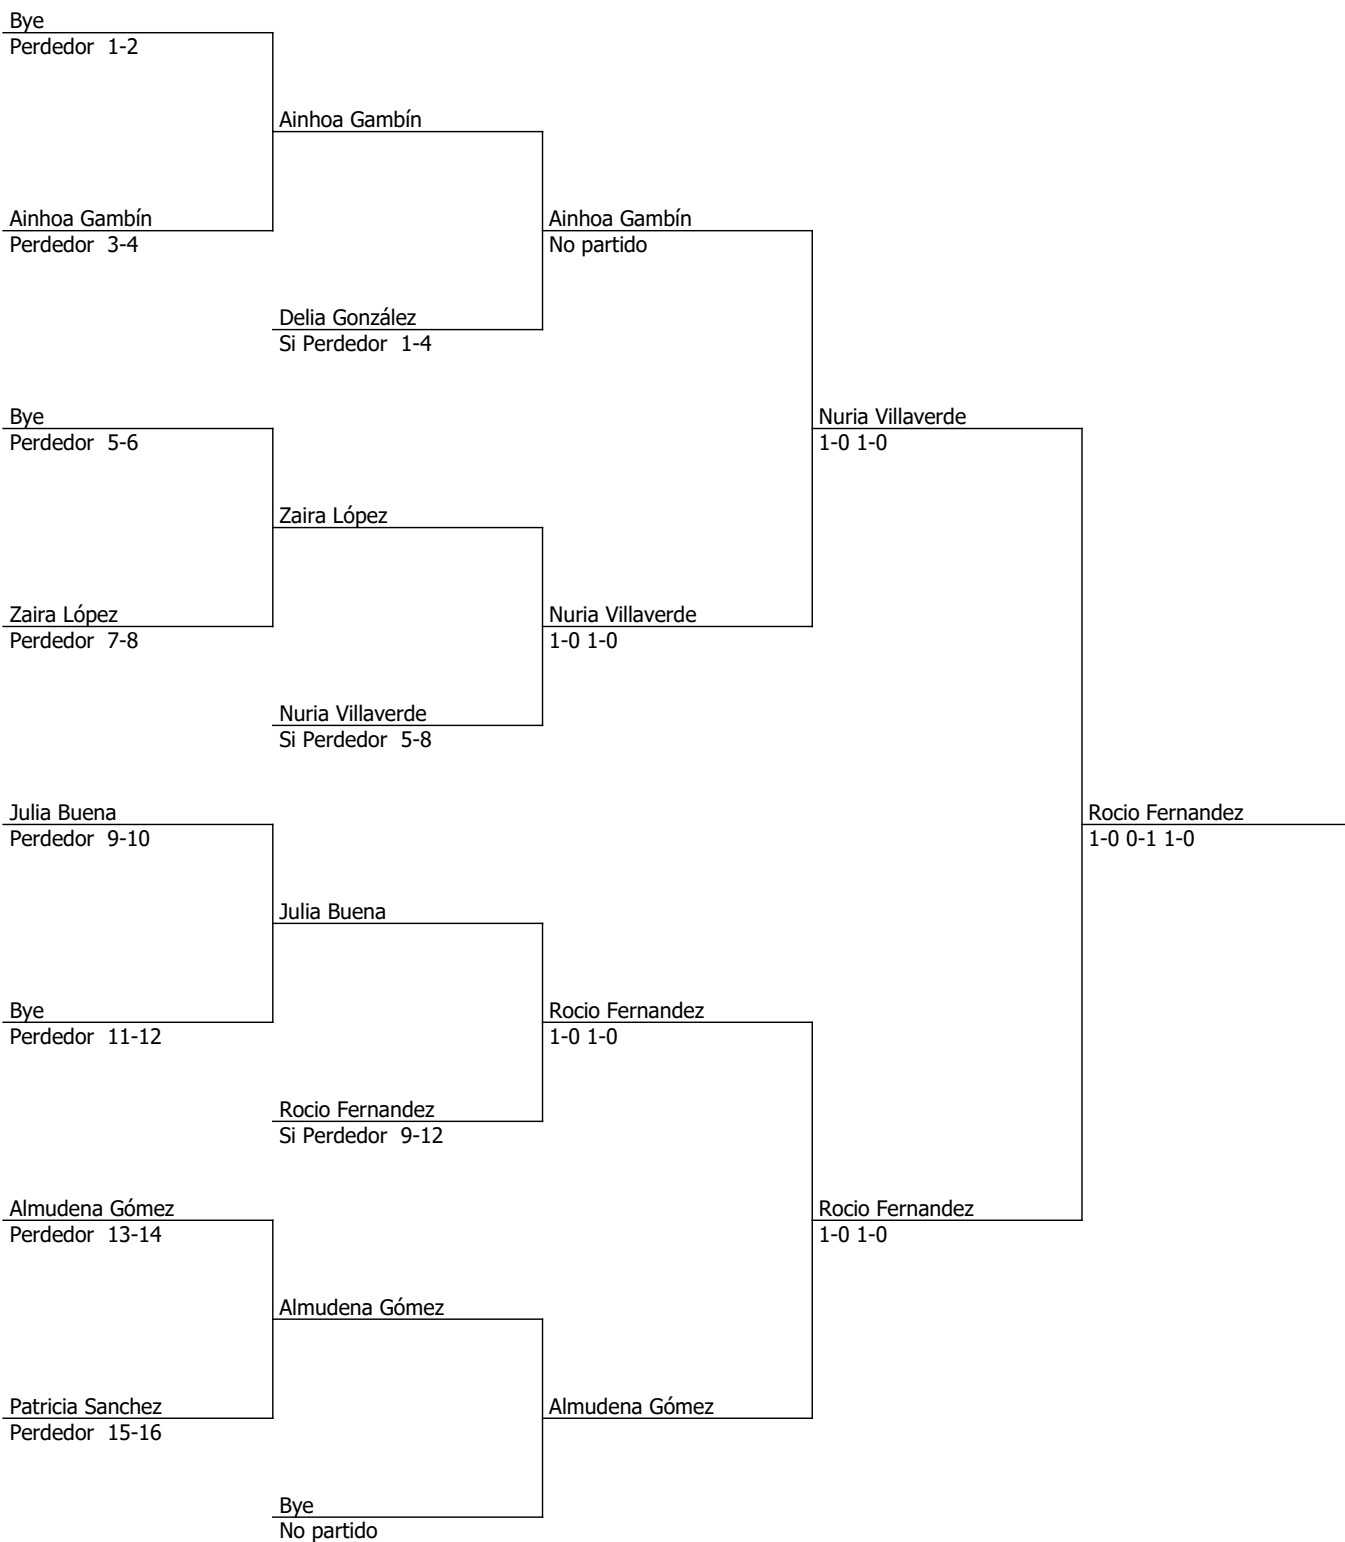 Bye
Perdedor 1-2
Ainhoa Gambín
Ainhoa Gambín
Perdedor 3-4
Ainhoa Gambín
No partido
Delia González
Si Perdedor 1-4
Bye
Perdedor 5-6
Nuria Villaverde
1-0 1-0
Zaira López
Zaira López
Perdedor 7-8
Nuria Villaverde
1-0 1-0
Nuria Villaverde
Si Perdedor 5-8
Julia Buena
Perdedor 9-10
Rocio Fernandez
1-0 0-1 1-0
Julia Buena
Bye
Perdedor 11-12
Rocio Fernandez
1-0 1-0
Rocio Fernandez
Si Perdedor 9-12
Almudena Gómez
Perdedor 13-14
Rocio Fernandez
1-0 1-0
Almudena Gómez
Patricia Sanchez
Perdedor 15-16
Almudena Gómez
Bye
No partido